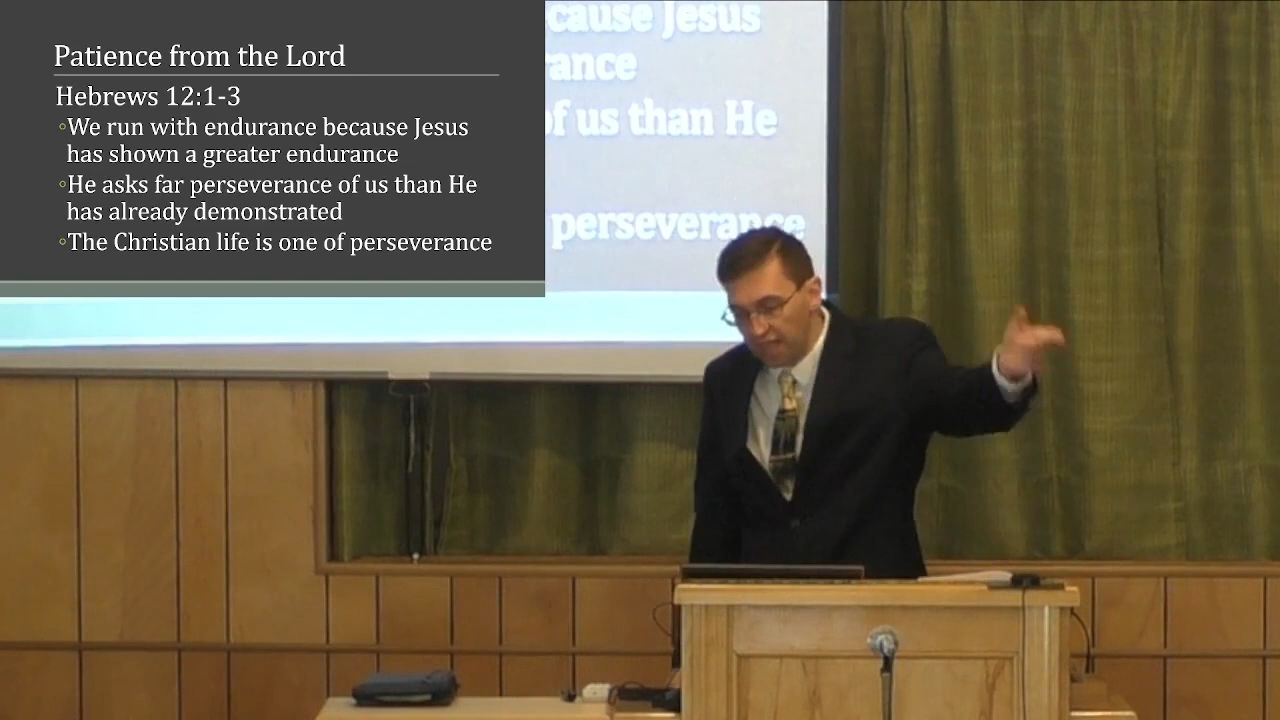 Patience from the Lord
Hebrews 12:1-3
◦We run with endurance because Jesus
has shown a greater endurance
◦He asks far perseverance of us than He
has already demonstrated
◦The Christian life is one of perseverance
cause Jesus
rance
of us than He
perseverance